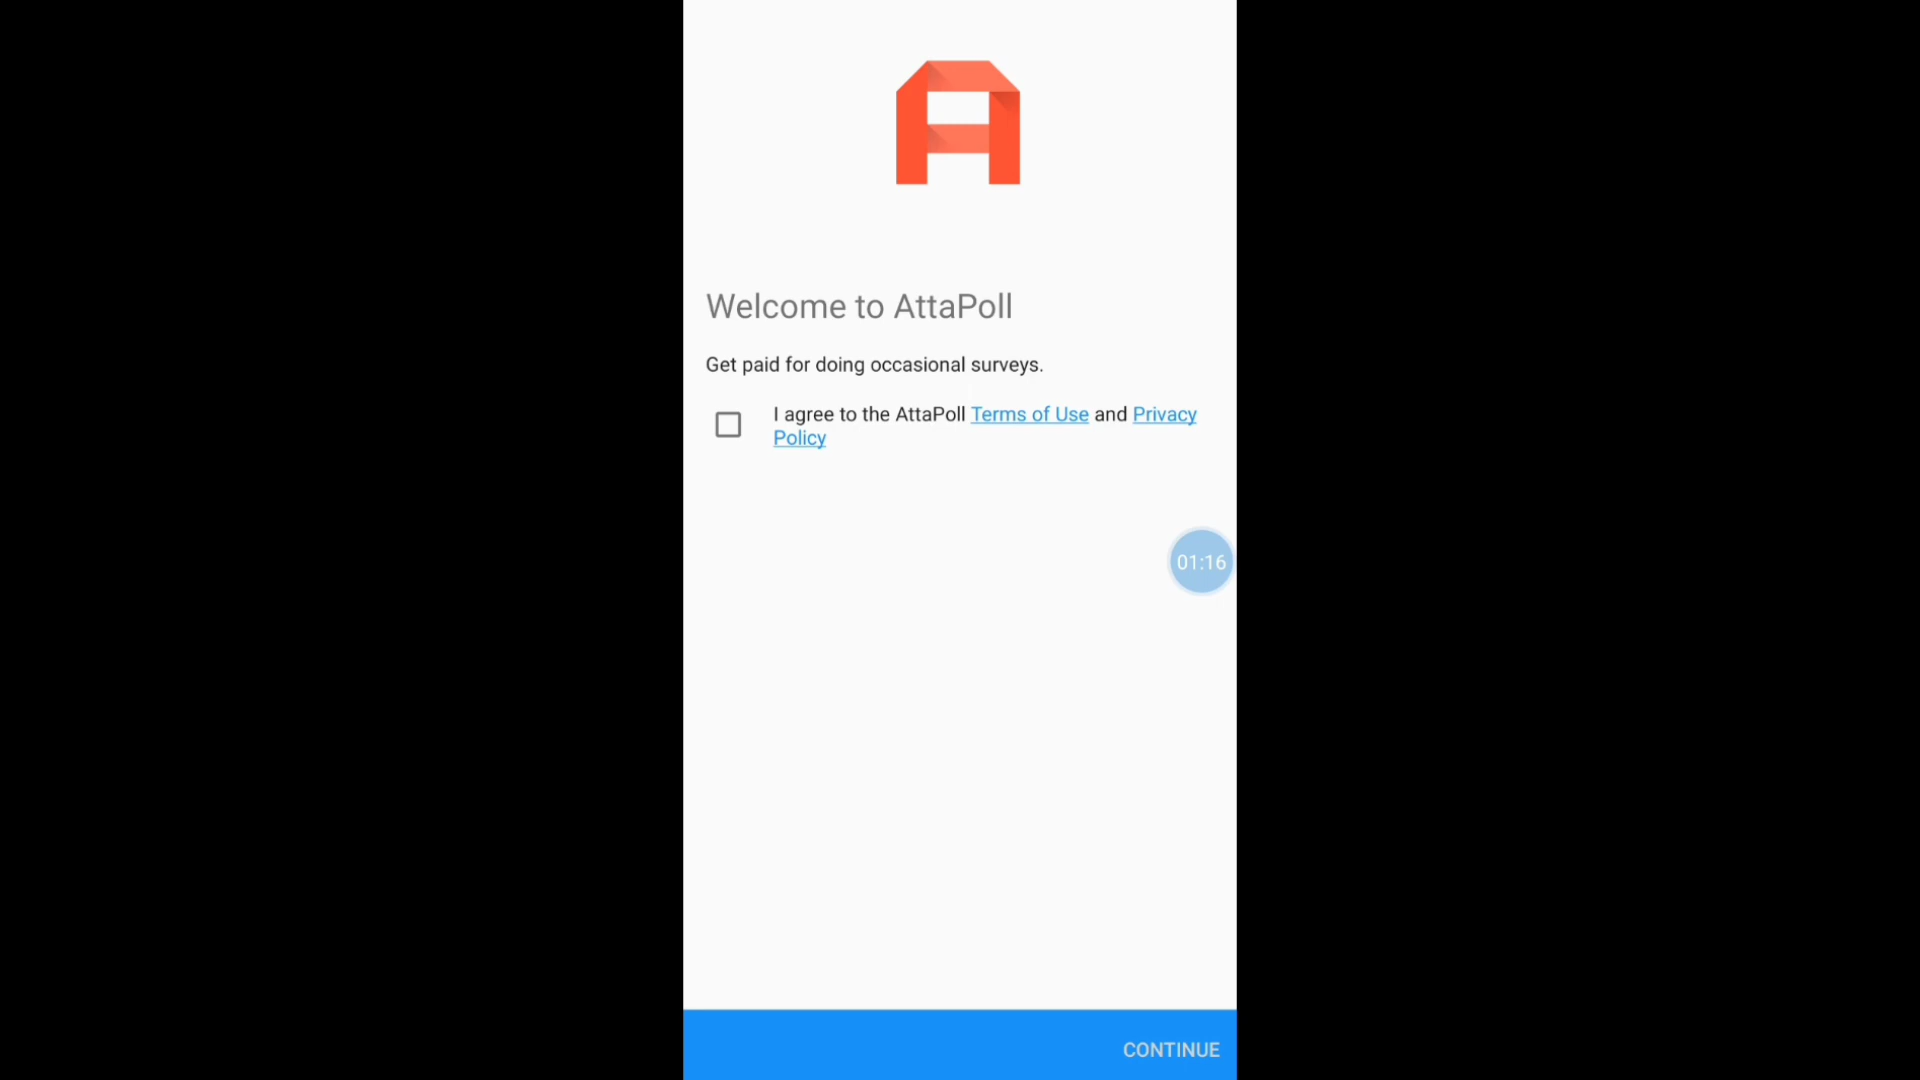 Welcome to AttaPoll
Get paid for doing occasional surveys.
I agree to the AttaPoll Terms of Use and Privacy
Policy
01:16
CONTINUE